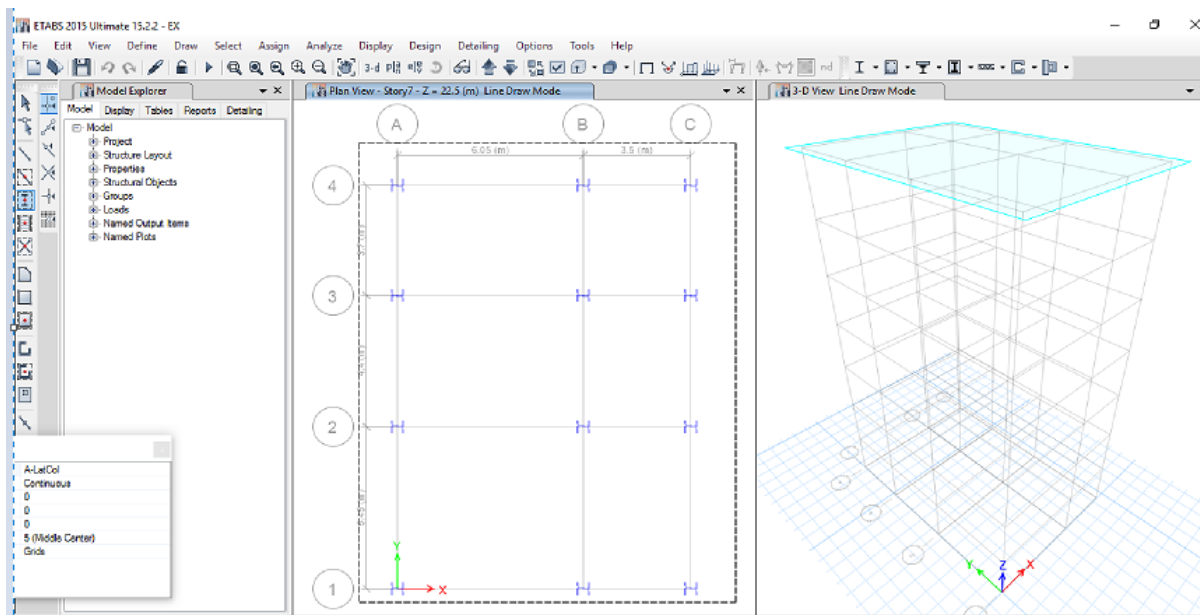 ETABS 2015 Ultimate 15.2.2 - EX
File Edit View Define Draw Select Assign Analyze Display Design Detailing Options Tools Help
3-d
nd
Model Explorer
Model Display Tables Reports Detailing
Model
Project
Structure Layout
Properties
Structural Objects
Groups
Loads
Named Output Items
Named Plots
A-LatCol
Continuous
0
0
0
5 (Middle Center)
Grids
Plan View - Story7 - Z = 22.5 (m) Line Draw Mode
A B C
6.05 (m) 3.5 (m)
4
3
2
1
Y
X
3-D View Line Draw Mode
Y Z X